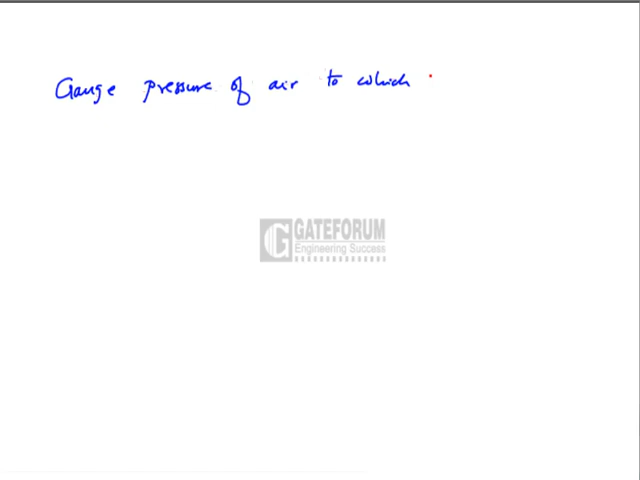 Gauge pressure of air to which
GATEFORUM
Engineering Success